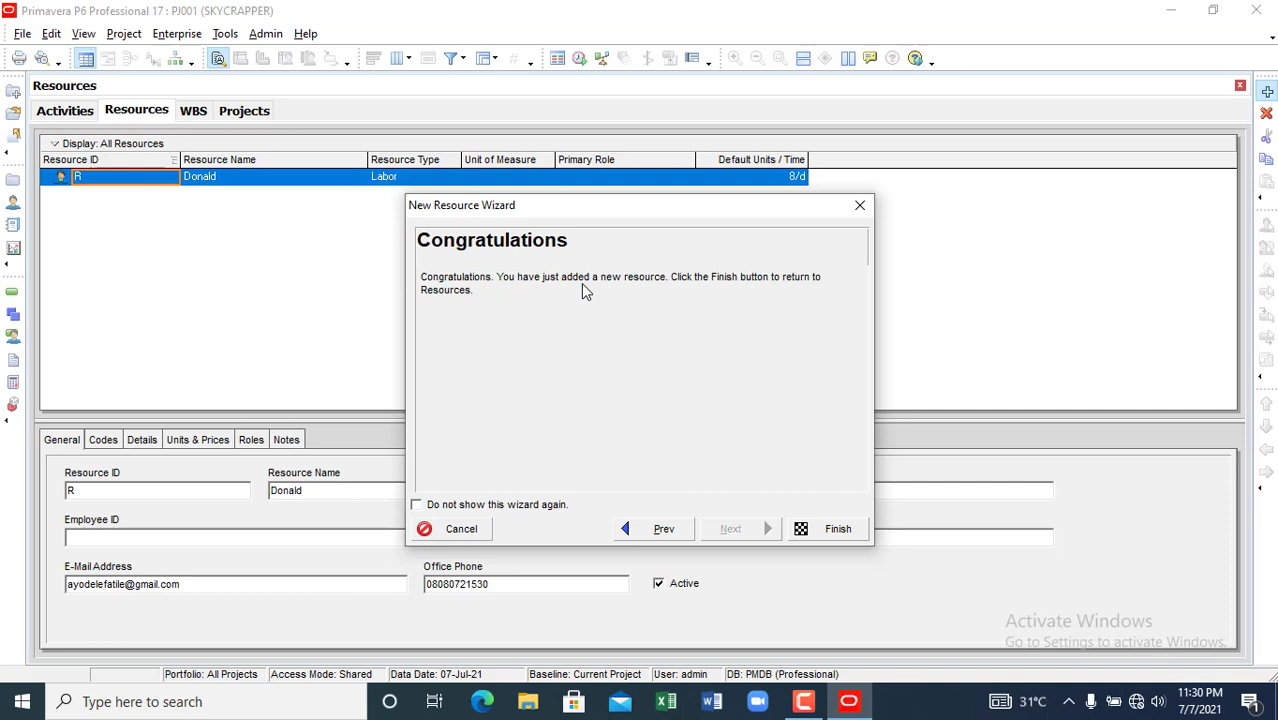 Primavera P6 Professional 17 : PJ001 (SKYCRAPPER)
File Edit View Project Enterprise Tools Admin Help
Resources
Activities Resources WBS Projects
Display: All Resources
Resource ID Resource Name Resource Type Unit of Measure Primary Role Default Units / Time
R Donald Labor 8/d
New Resource Wizard
Congratulations
Congratulations. You have just added a new resource. Click the Finish button to return to
Resources.
Do not show this wizard again.
Cancel Prev Next Finish
General Codes Details Units & Prices Roles Notes
Resource ID Resource Name
R Donald
Employee ID
E-Mail Address Office Phone
ayodelefatile@gmail.com 08080721530 Active
Activate Windows
Go to Settings to activate Windows.
Portfolio: All Projects Access Mode: Shared Data Date: 07-Jul-21 Baseline: Current Project User: admin DB: PMDB (Professional)
Type here to search 31°C 11:30 PM
7/7/2021 1